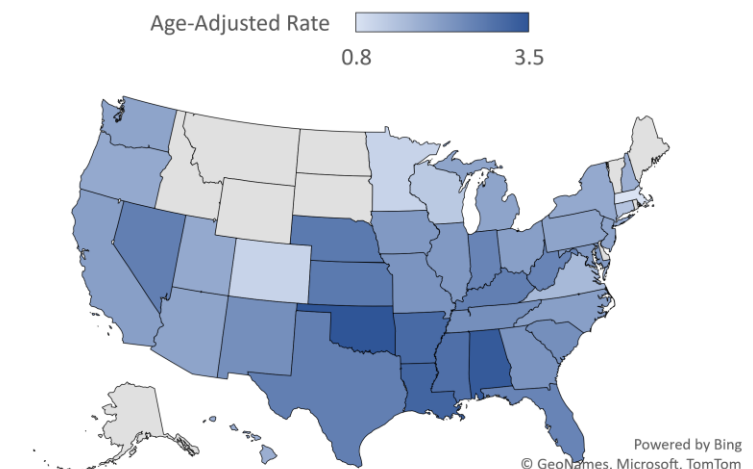 Age-Adjusted Rate
0.8 3.5
Powered by Bing
© GeoNames, Microsoft, TomTom